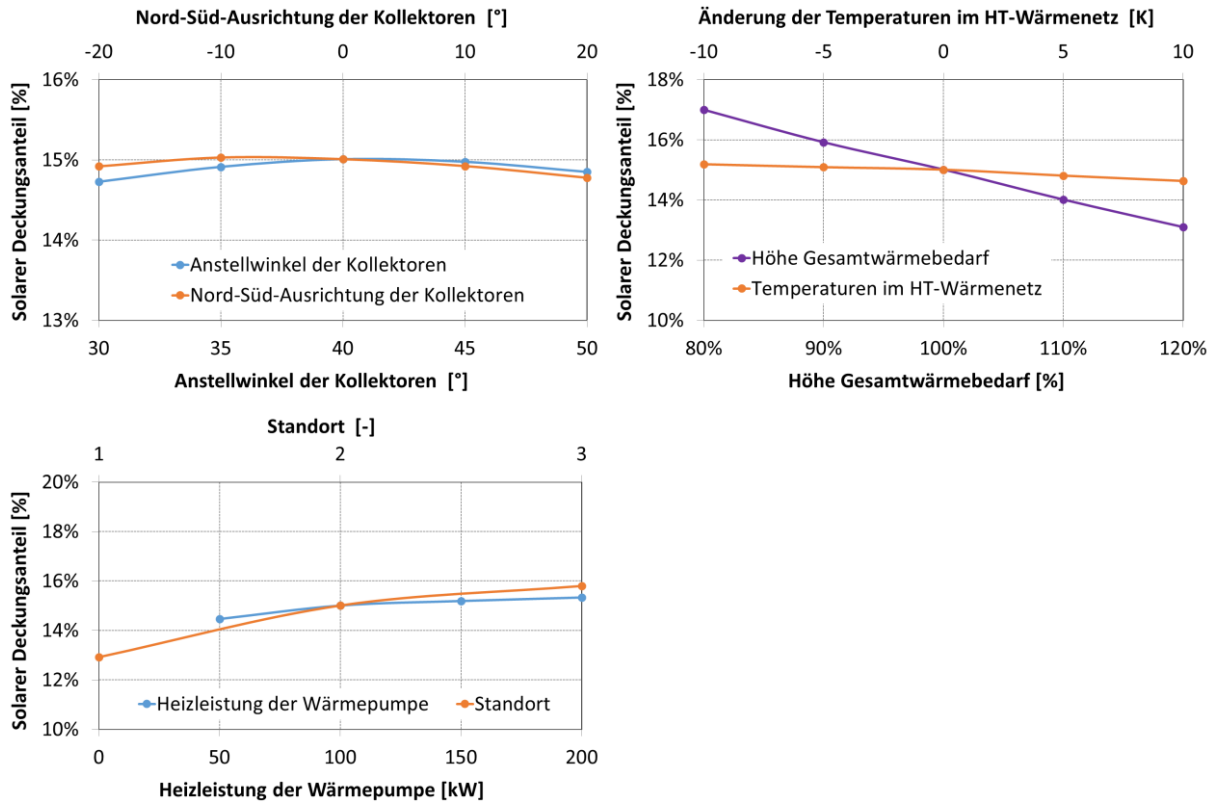 Nord-Süd-Ausrichtung der Kollektoren [°]
-20 -10 0 10 20
Solarer Deckungsanteil [%]
16%
15%
14%
13%
Anstellwinkel der Kollektoren
Nord-Süd-Ausrichtung der Kollektoren
30 35 40 45 50
Anstellwinkel der Kollektoren [°]
Änderung der Temperaturen im HT-Wärmenetz [K]
-10 -5 0 5 10
Solarer Deckungsanteil [%]
18%
16%
14%
12%
10%
Höhe Gesamtwärmebedarf
Temperaturen im HT-Wärmenetz
80% 90% 100% 110% 120%
Höhe Gesamtwärmebedarf [%]
Standort [-]
1 2 3
Solarer Deckungsanteil [%]
20%
18%
16%
14%
12%
10%
Heizleistung der Wärmepumpe Standort
0 50 100 150 200
Heizleistung der Wärmepumpe [kW]